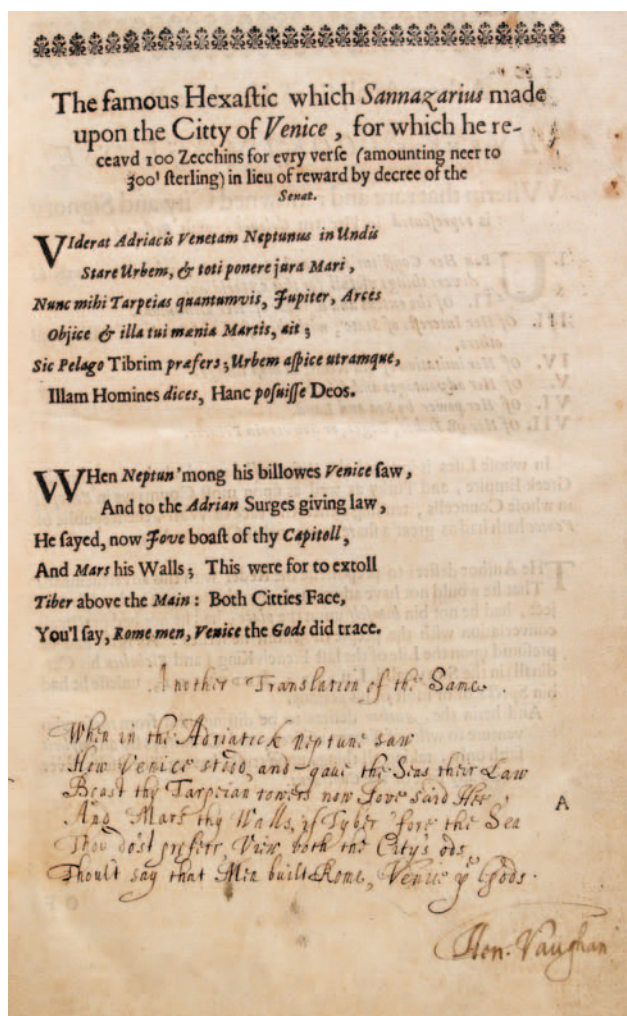 The famous Hexastic which Sannazarius made
upon the Citty of Venice, for which he re-
ceavd 100 Zecchins for evry verse (amounting neer to
300ˡ sterling) in lieu of reward by decree of the
Senat.
VIderat Adriacis Venetam Neptunus in Undis
Stare Urbem, & toti ponere jura Mari,
Nunc mihi Tarpeias quantumvis, Jupiter, Arces
Objice & illa tui mænia Martis, ait;
Sic Pelago Tibrim præfers; Urbem aspice utramque,
Illam Homines dices, Hanc posuisse Deos.
WHen Neptun 'mong his billowes Venice saw,
And to the Adrian Surges giving law,
He sayed, now Jove boast of thy Capitoll,
And Mars his Walls; This were for to extoll
Tiber above the Main: Both Citties Face,
You'l say, Rome men, Venice the Gods did trace.
Another Translation of the Same.
When in the Adriatick Neptune saw
How Venice stood, and gave the Seas their Law
Boast thy Tarpeian towers now Jove said Hee,
And Mars thy Walls, if Tyber 'fore the Sea
Thou dost preferr, View both the City's ods
Thoult say that Men built Rome, Venice yᵉ Gods.
A
Hen. Vaughan